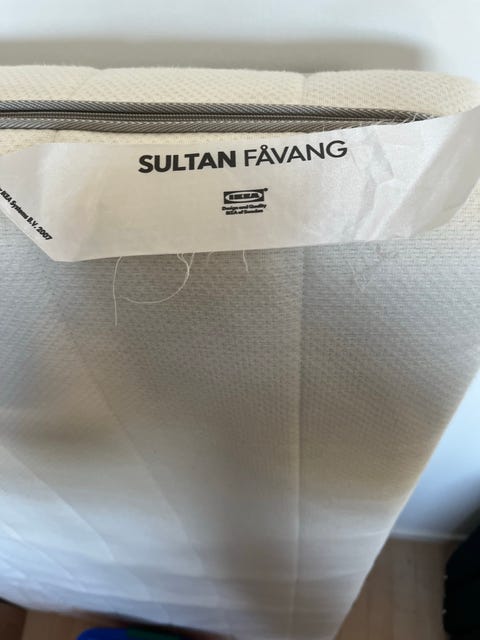 SULTAN FÅVANG
IKEA®
Design and Quality
IKEA of Sweden
IKEA Systems B.V. 2007